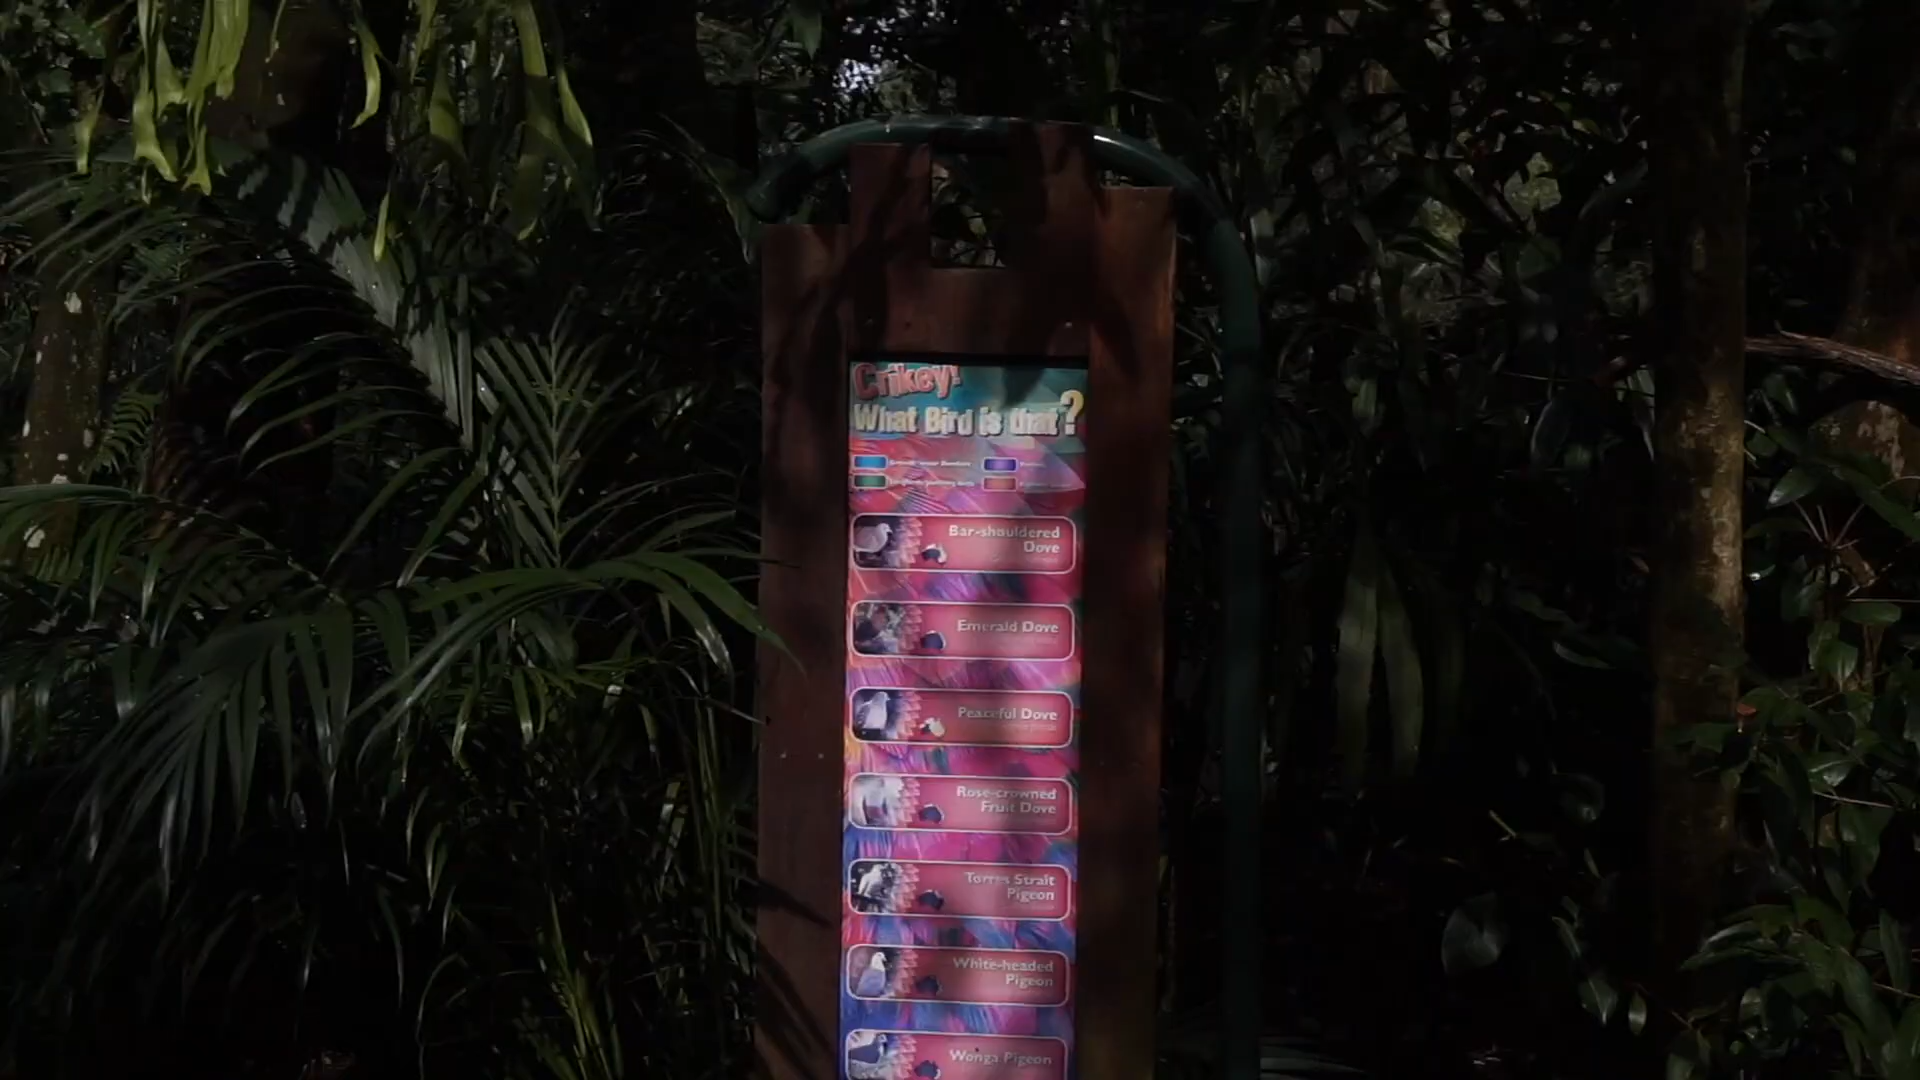 Crikey!
What Bird is that?
Bar-shouldered
Dove
Emerald Dove
Peaceful Dove
Rose-crowned
Fruit Dove
Torres Strait
Pigeon
White-headed
Pigeon
Wonga Pigeon